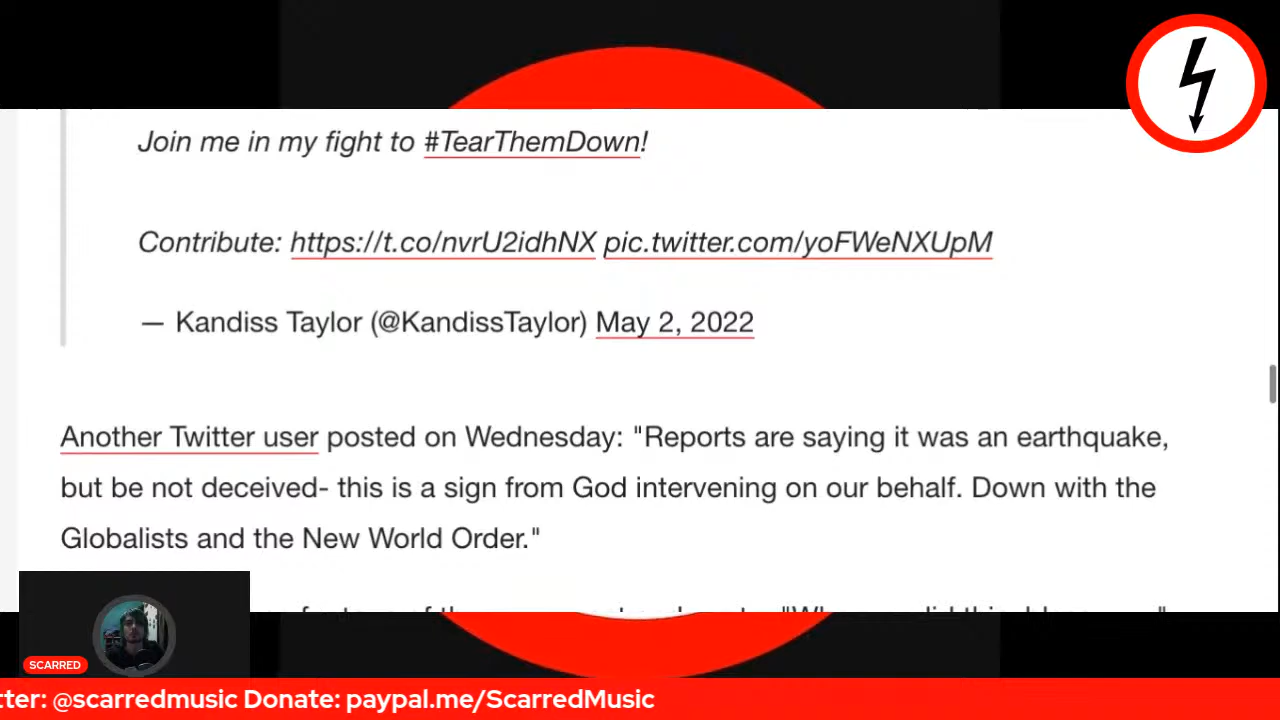 Join me in my fight to #TearThemDown!
Contribute: https://t.co/nvrU2idhNX pic.twitter.com/yoFWeNXUpM
— Kandiss Taylor (@KandissTaylor) May 2, 2022
Another Twitter user posted on Wednesday: "Reports are saying it was an earthquake,
but be not deceived- this is a sign from God intervening on our behalf. Down with the
Globalists and the New World Order."
SCARRED
tter: @scarredmusic Donate: paypal.me/ScarredMusic